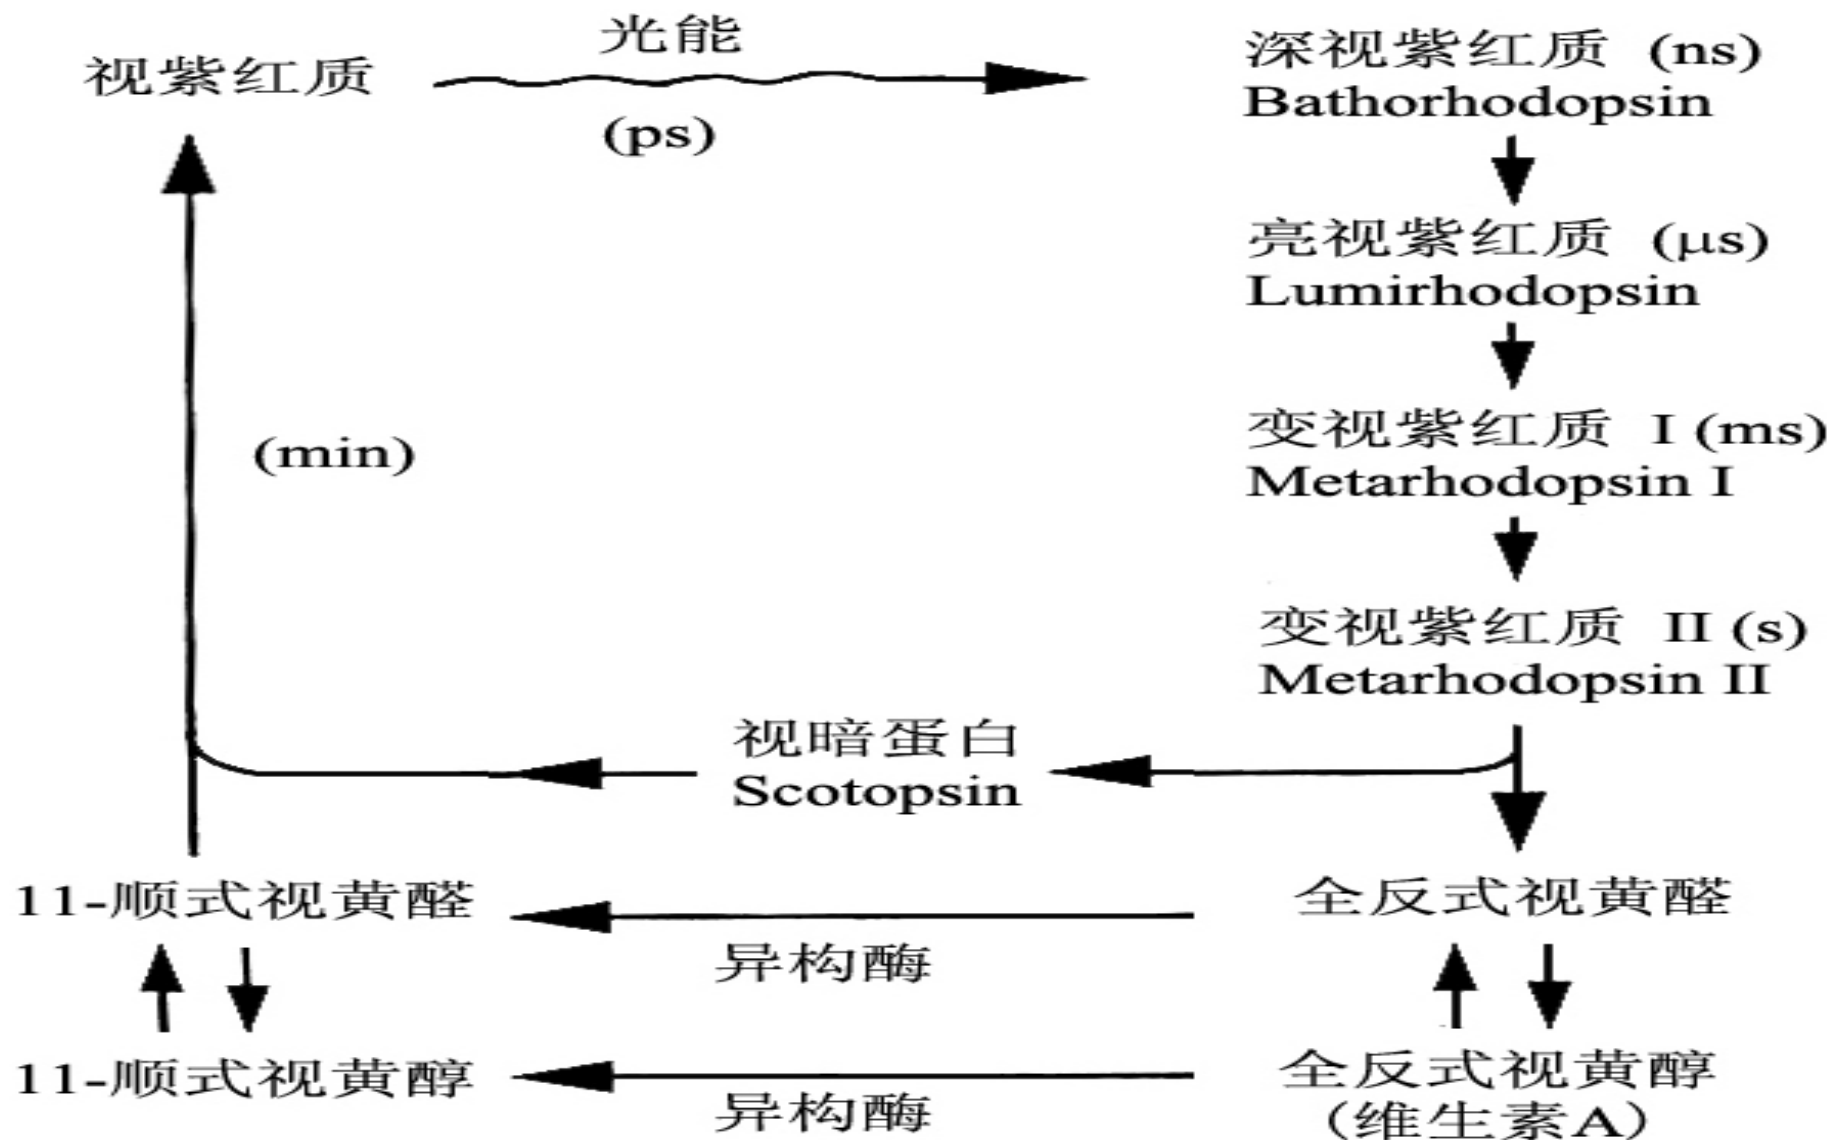 视紫红质
光能
(ps)
深视紫红质 (ns)
Bathorhodopsin
亮视紫红质 (μs)
Lumirhodopsin
变视紫红质 I (ms)
Metarhodopsin I
(min)
变视紫红质 II (s)
Metarhodopsin II
视暗蛋白
Scotopsin
11-顺式视黄醛
异构酶
全反式视黄醛
11-顺式视黄醇
异构酶
全反式视黄醇
(维生素A)